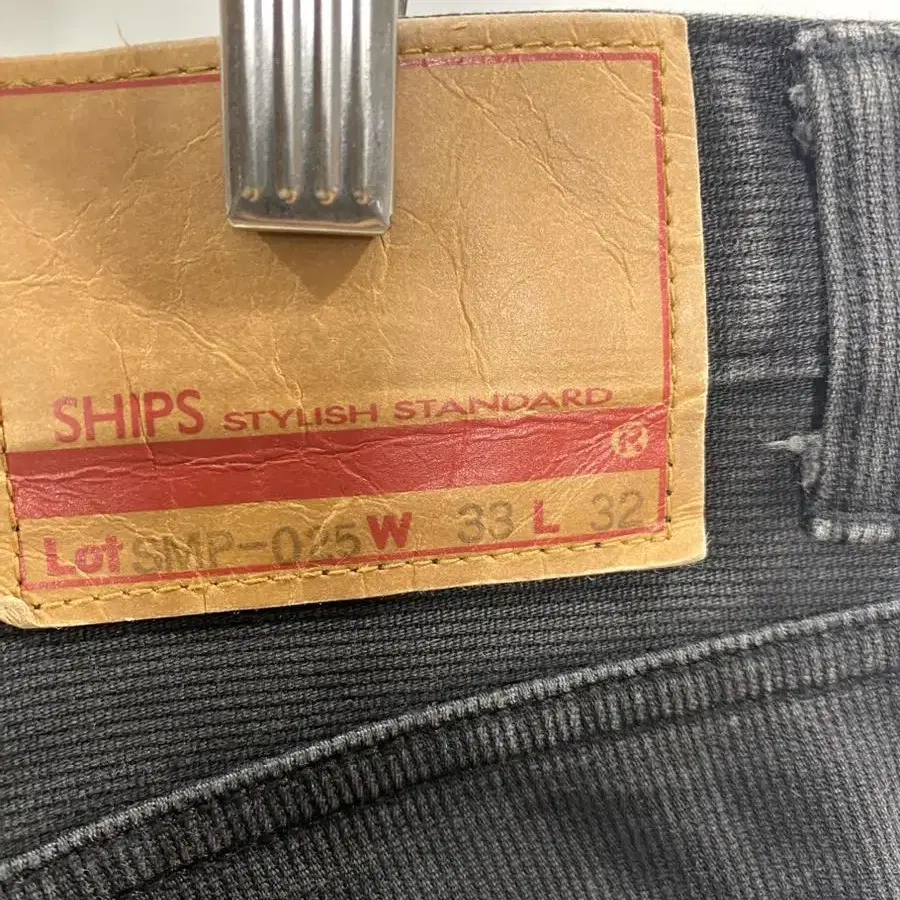 SHIPS STYLISH STANDARD
®
Lot SMP-025 W 33 L 32